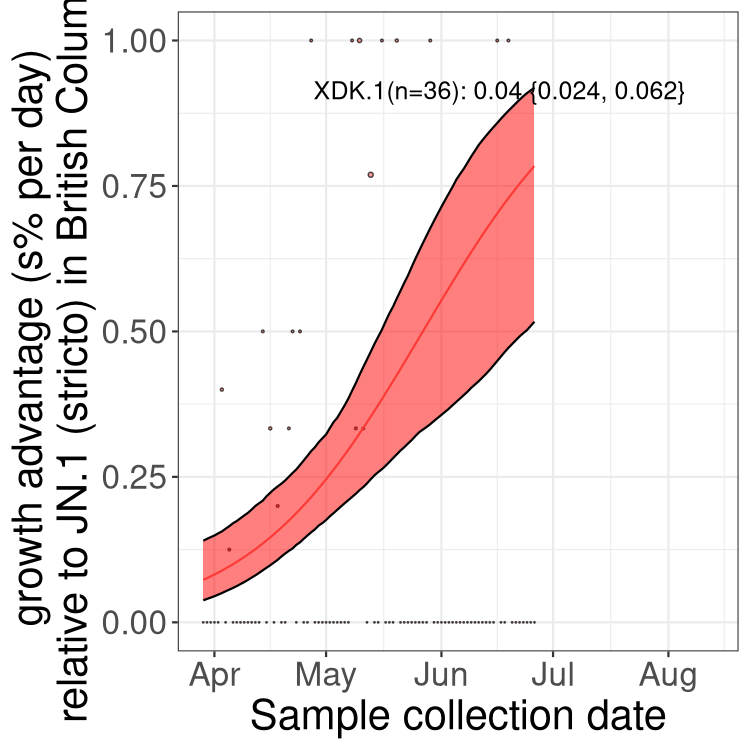 growth advantage (s% per day)
relative to JN.1 (stricto) in British Colum
1.00
0.75
0.50
0.25
0.00
XDK.1(n=36): 0.04 {0.024, 0.062}
Apr May Jun Jul Aug
Sample collection date